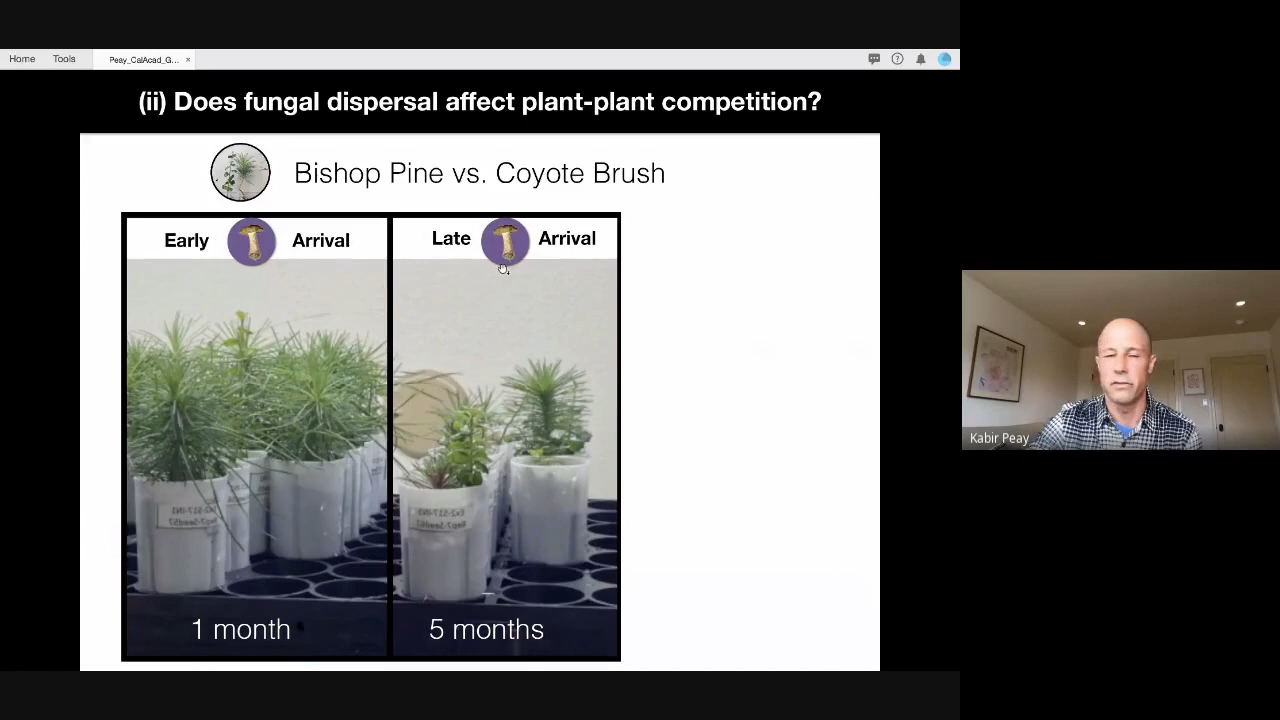 Home Tools Peay_CalAcad_G... ×
(ii) Does fungal dispersal affect plant-plant competition?
Bishop Pine vs. Coyote Brush
Early Arrival
Late Arrival
1 month
5 months
Kabir Peay